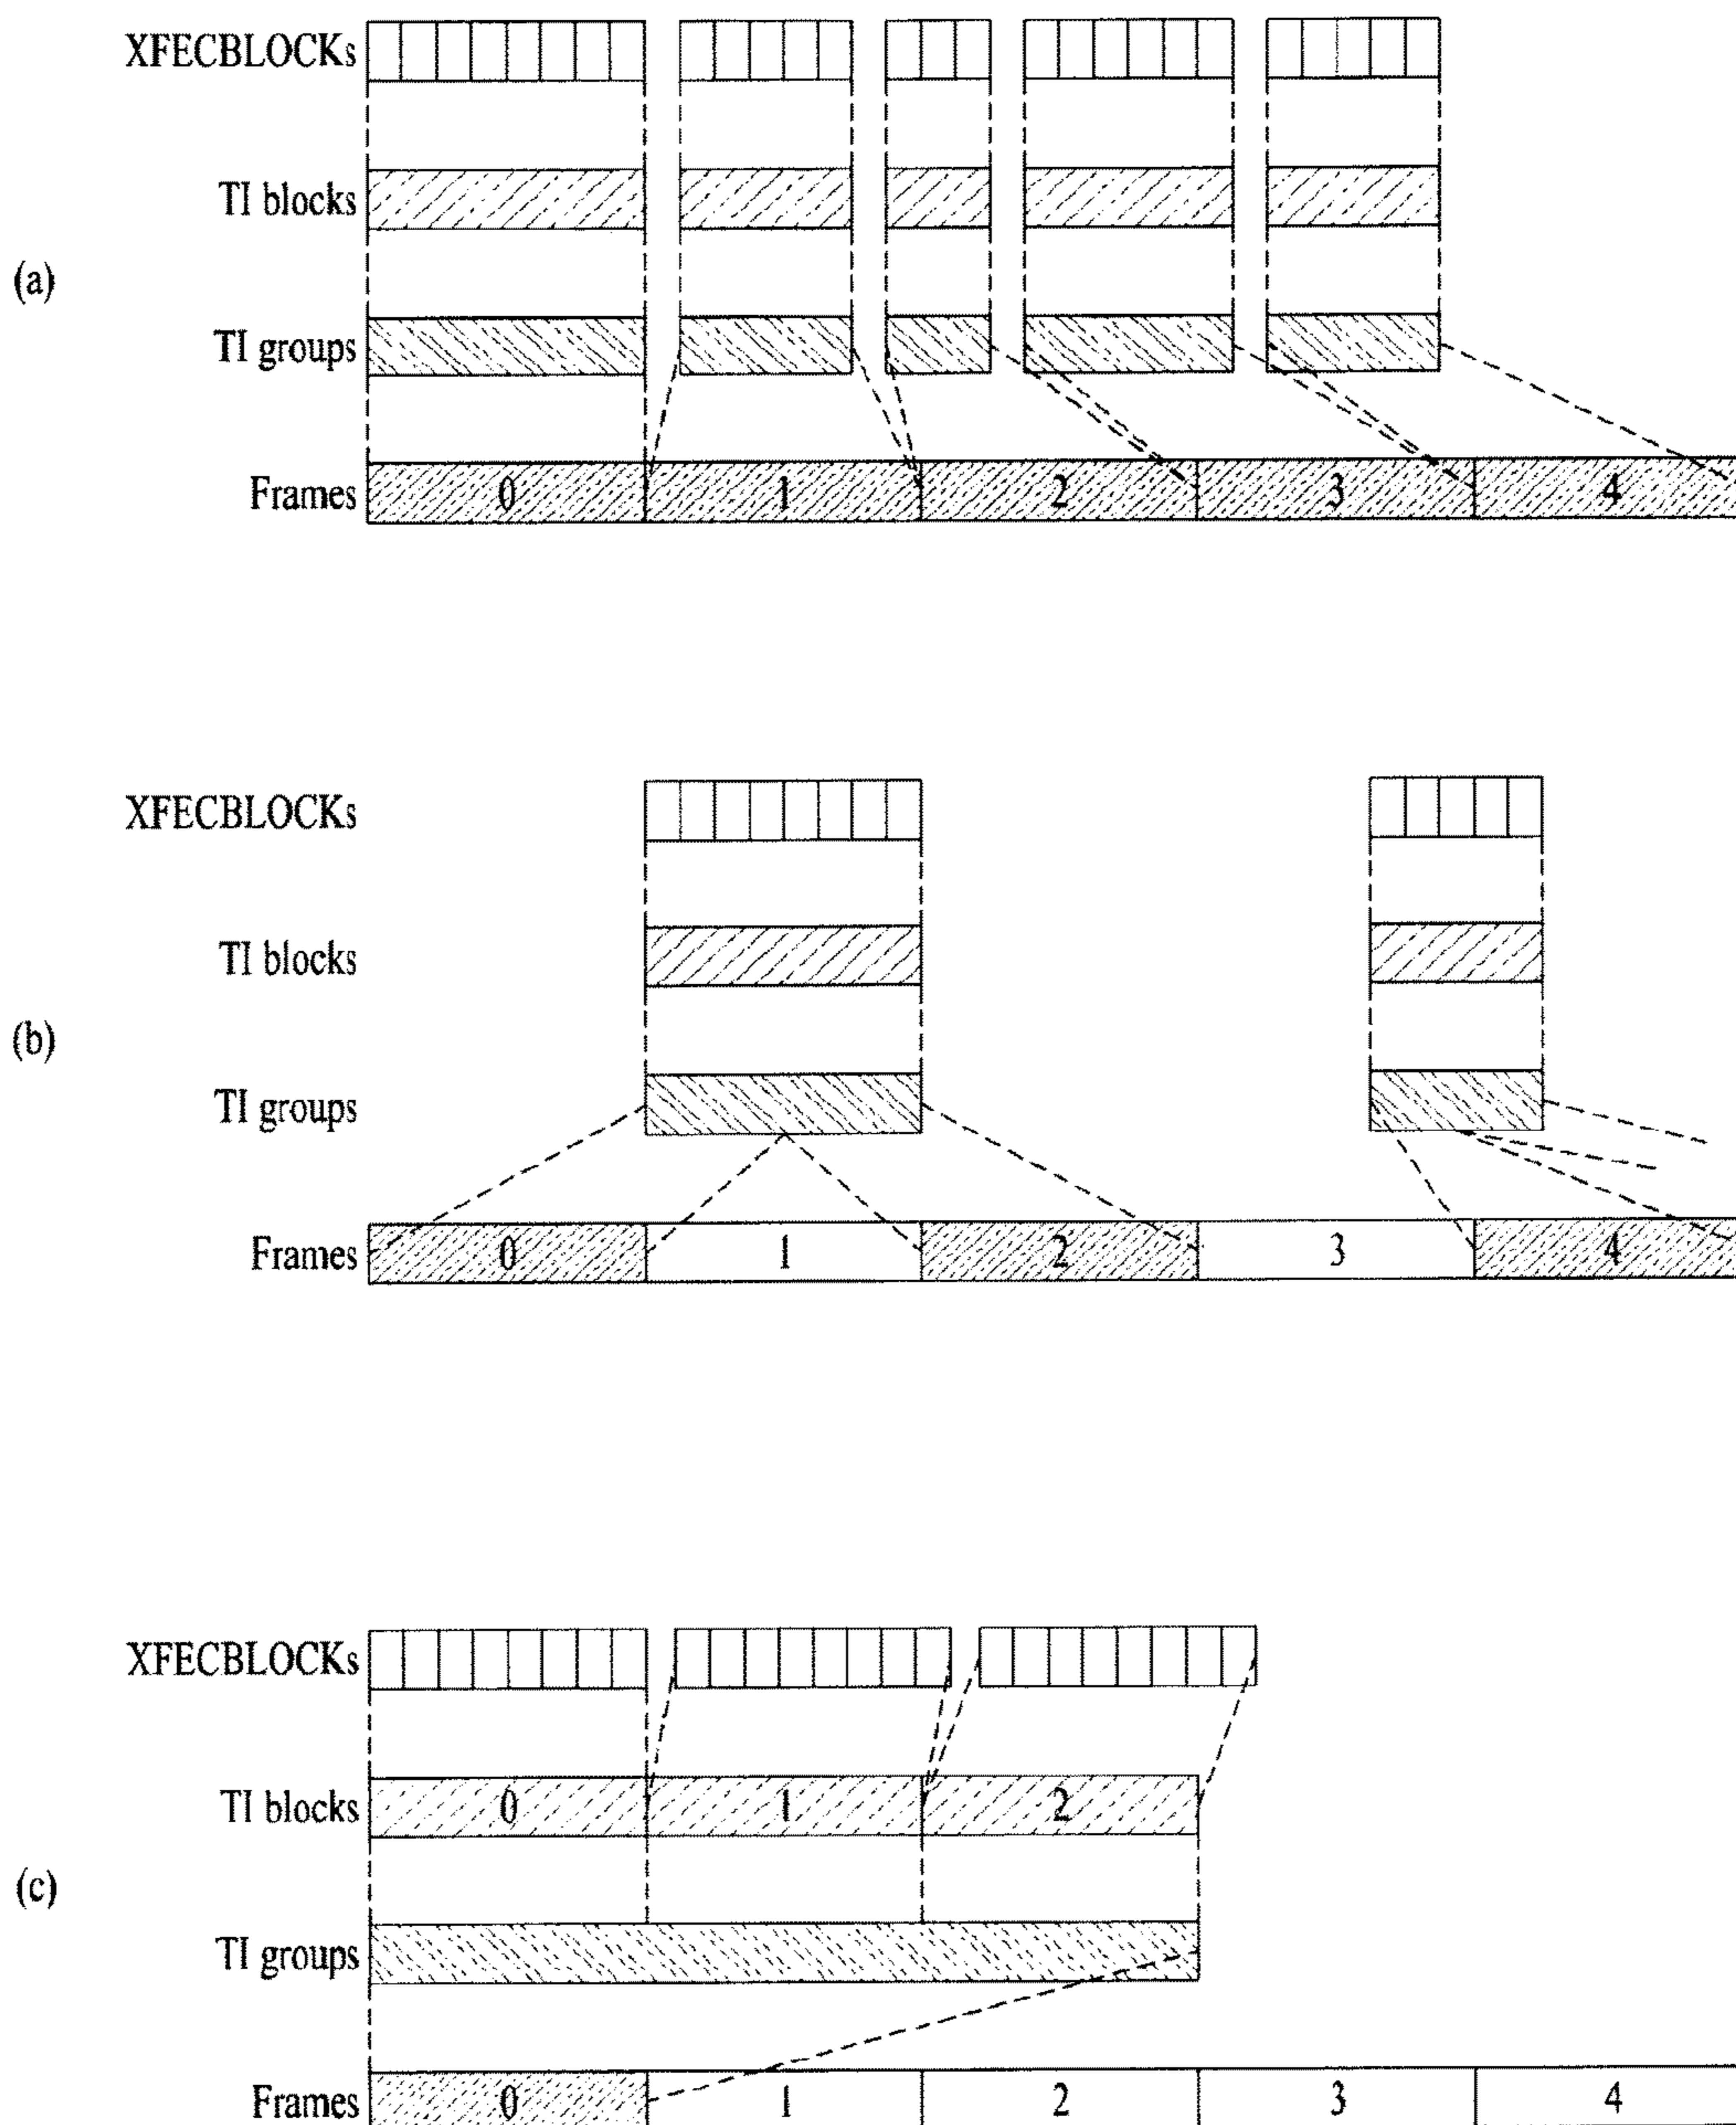 XFECBLOCKs
TI blocks
(a)
TI groups
Frames 0 1 2 3 4
XFECBLOCKs
TI blocks
(b)
TI groups
Frames 0 1 2 3 4
XFECBLOCKs
TI blocks 0 1 2
(c)
TI groups
Frames 0 1 2 3 4